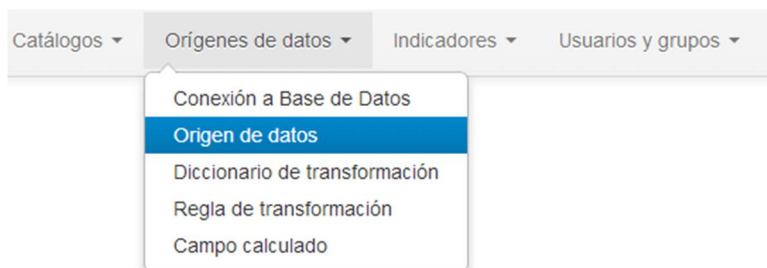 Catálogos Orígenes de datos Indicadores Usuarios y grupos
Conexión a Base de Datos
Origen de datos
Diccionario de transformación
Regla de transformación
Campo calculado